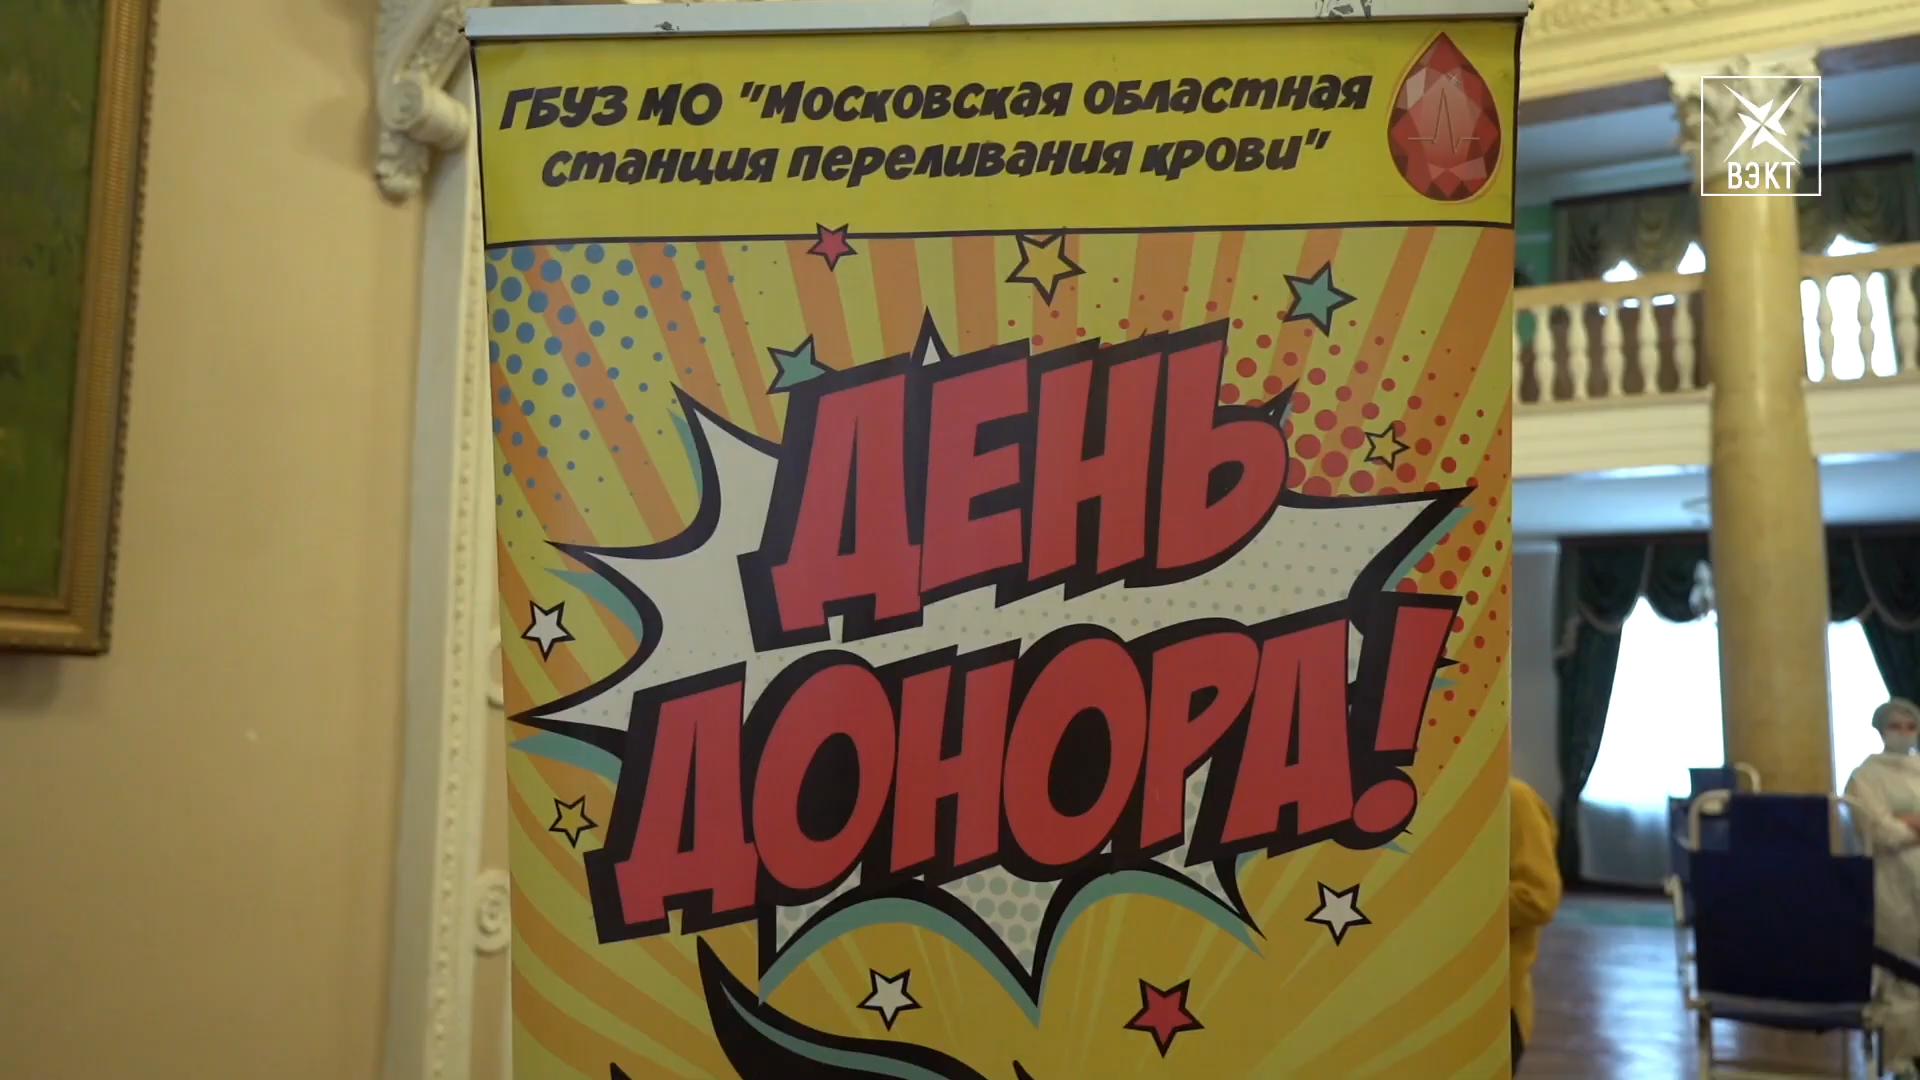 ГБУЗ МО "Московская областная
станция переливания крови"
ВЭКТ
ДЕНЬ
ДОНОРА!